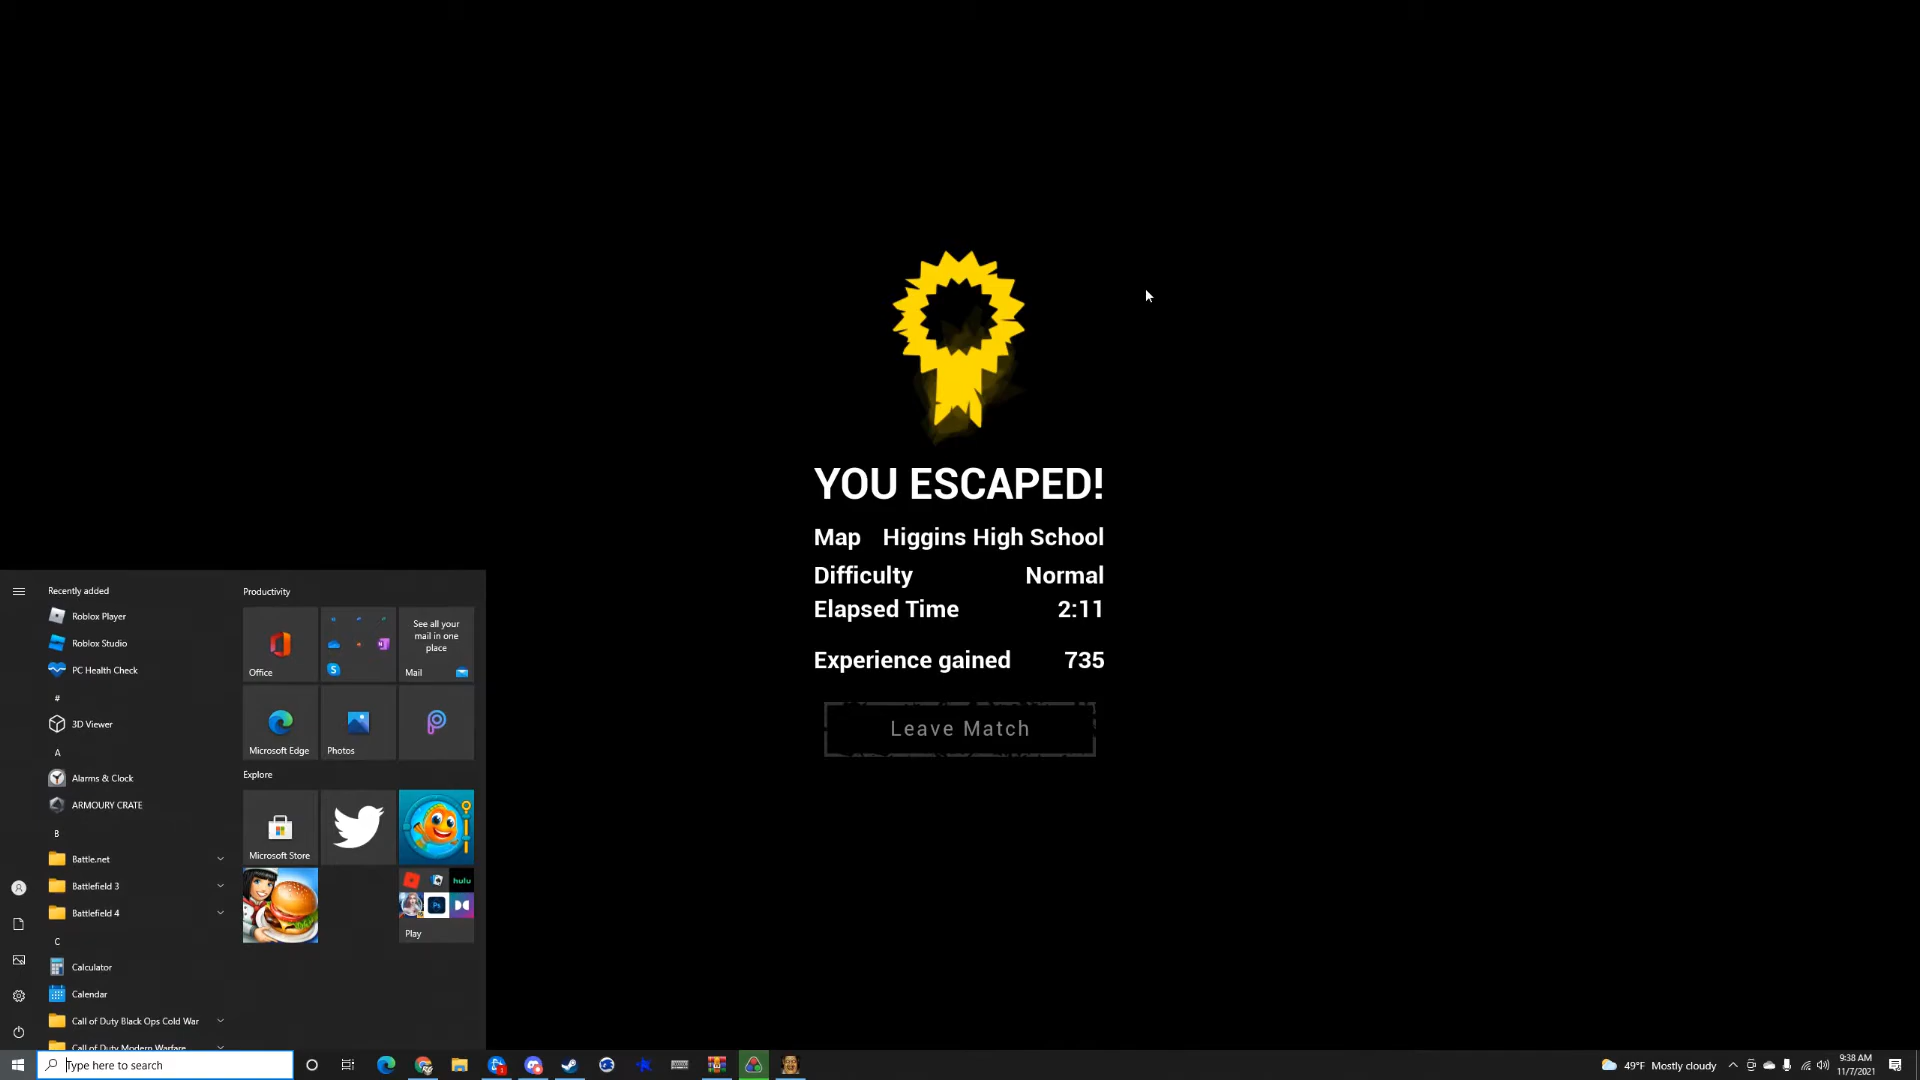 YOU ESCAPED!
Map Higgins High School
Difficulty Normal
Elapsed Time 2:11
Experience gained 735
Leave Match
Recently added
Roblox Player
Roblox Studio
PC Health Check
#
3D Viewer
A
Alarms & Clock
ARMOURY CRATE
B
Battle.net
Battlefield 3
Battlefield 4
C
Calculator
Calendar
Call of Duty Black Ops Cold War
Call of Duty Modern Warfare
Productivity
Office
See all your
mail in one
place
Mail
Microsoft Edge
Photos
Explore
Microsoft Store
hulu
Ps
Play
Type here to search
49°F Mostly cloudy
9:38 AM
11/7/2021